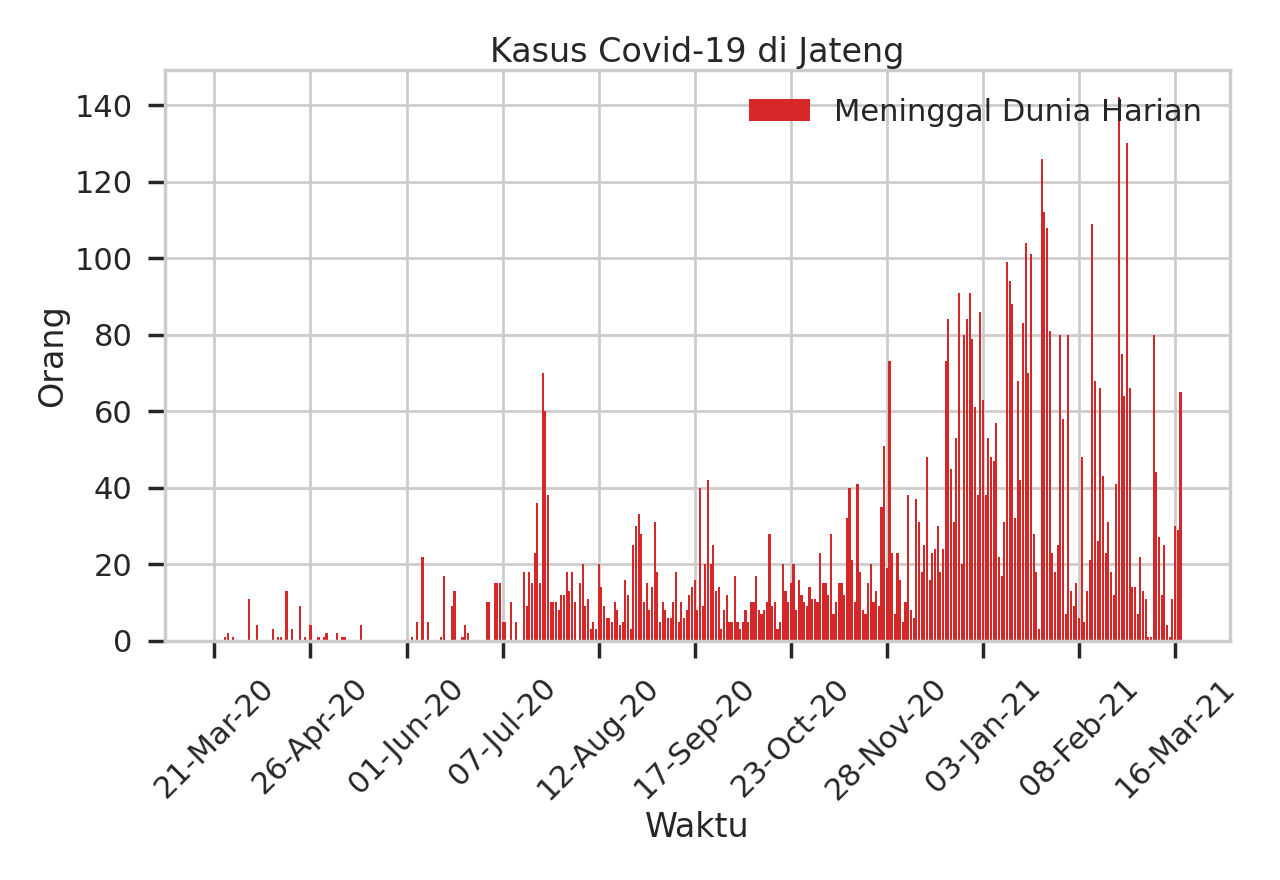 Kasus Covid-19 di Jateng
Meninggal Dunia Harian
Orang
140
120
100
80
60
40
20
0
21-Mar-20
26-Apr-20
01-Jun-20
07-Jul-20
12-Aug-20
17-Sep-20
23-Oct-20
28-Nov-20
03-Jan-21
08-Feb-21
16-Mar-21
Waktu